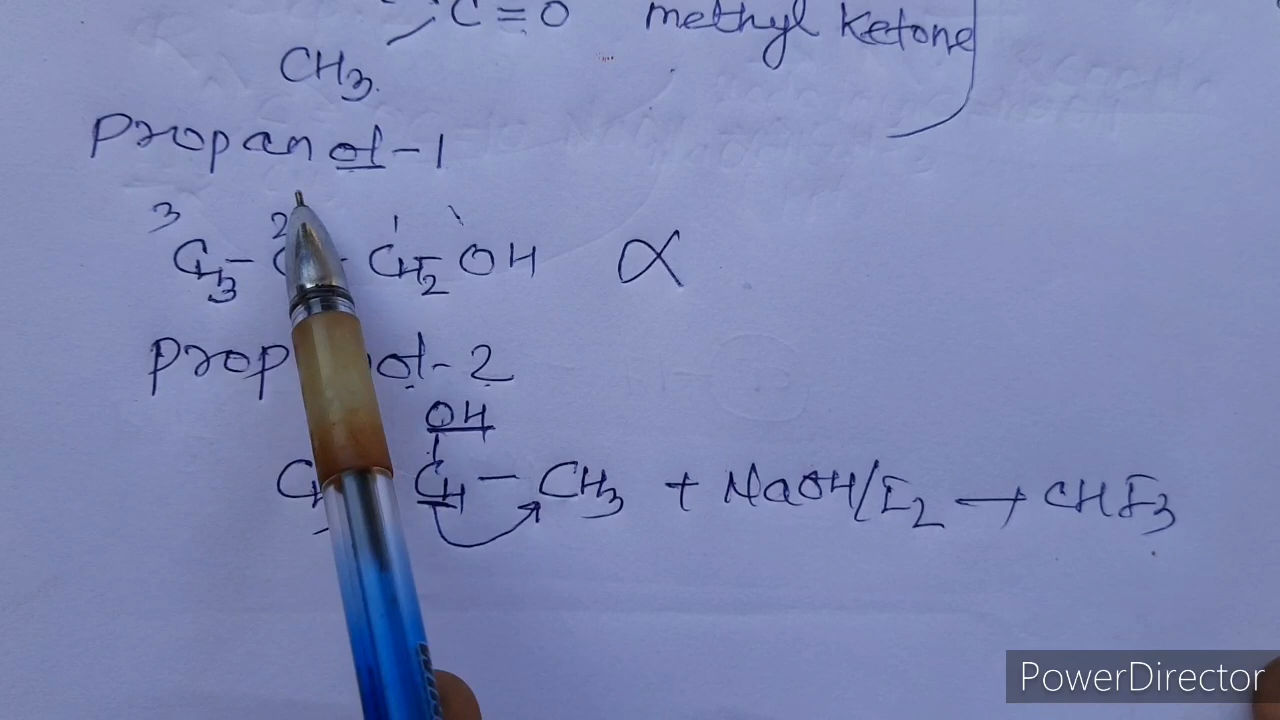 C=O methyl Ketone
CH3
Propanol-1
3 2 1
CH3- C - CH2 OH ∝
Prop ol-2
OH
CH - CH3 + NaOH/I2 → CHI3
PowerDirector